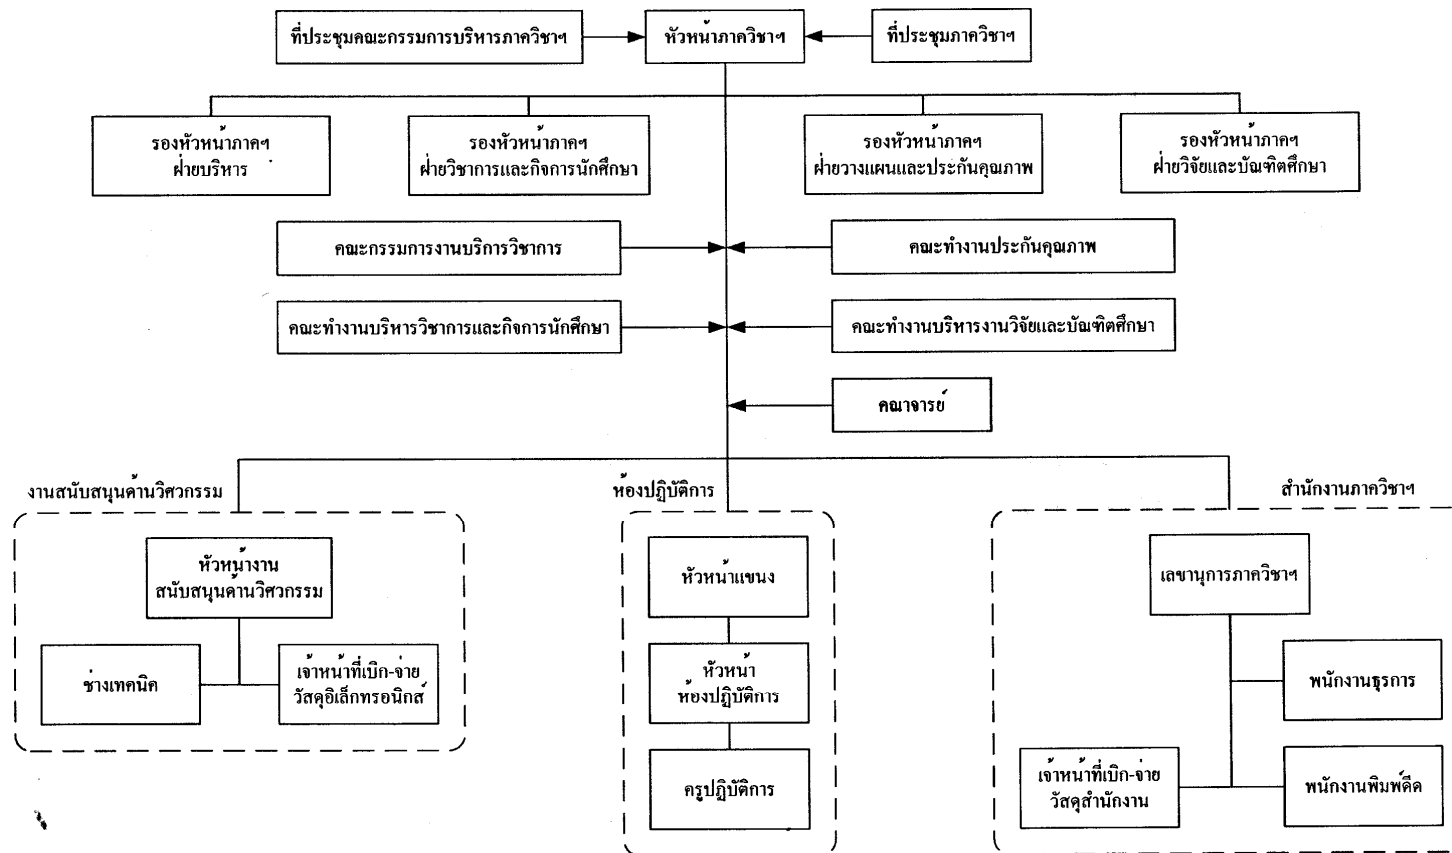 ที่ประชุมคณะกรรมการบริหารภาควิชาฯ
หัวหน้าภาควิชาฯ
ที่ประชุมภาควิชาฯ
รองหัวหน้าภาคฯ
ฝ่ายบริหาร
รองหัวหน้าภาคฯ
ฝ่ายวิชาการและกิจการนักศึกษา
รองหัวหน้าภาคฯ
ฝ่ายวางแผนและประกันคุณภาพ
รองหัวหน้าภาคฯ
ฝ่ายวิจัยและบัณฑิตศึกษา
คณะกรรมการงานบริการวิชาการ
คณะทำงานประกันคุณภาพ
คณะทำงานบริหารวิชาการและกิจการนักศึกษา
คณะทำงานบริหารงานวิจัยและบัณฑิตศึกษา
คณาจารย์
งานสนับสนุนด้านวิศวกรรม
ห้องปฏิบัติการ
สำนักงานภาควิชาฯ
หัวหน้างาน
สนับสนุนด้านวิศวกรรม
ช่างเทคนิค
เจ้าหน้าที่เบิก-จ่าย
วัสดุอิเล็กทรอนิกส์
หัวหน้าแขนง
หัวหน้า
ห้องปฏิบัติการ
ครูปฏิบัติการ
เลขานุการภาควิชาฯ
พนักงานธุรการ
เจ้าหน้าที่เบิก-จ่าย
วัสดุสำนักงาน
พนักงานพิมพ์ดีด